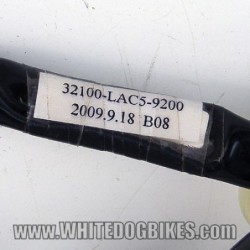 32100-LAC5-9200
2009.9.18 B08
WWW.WHITEDOGBIKES.COM